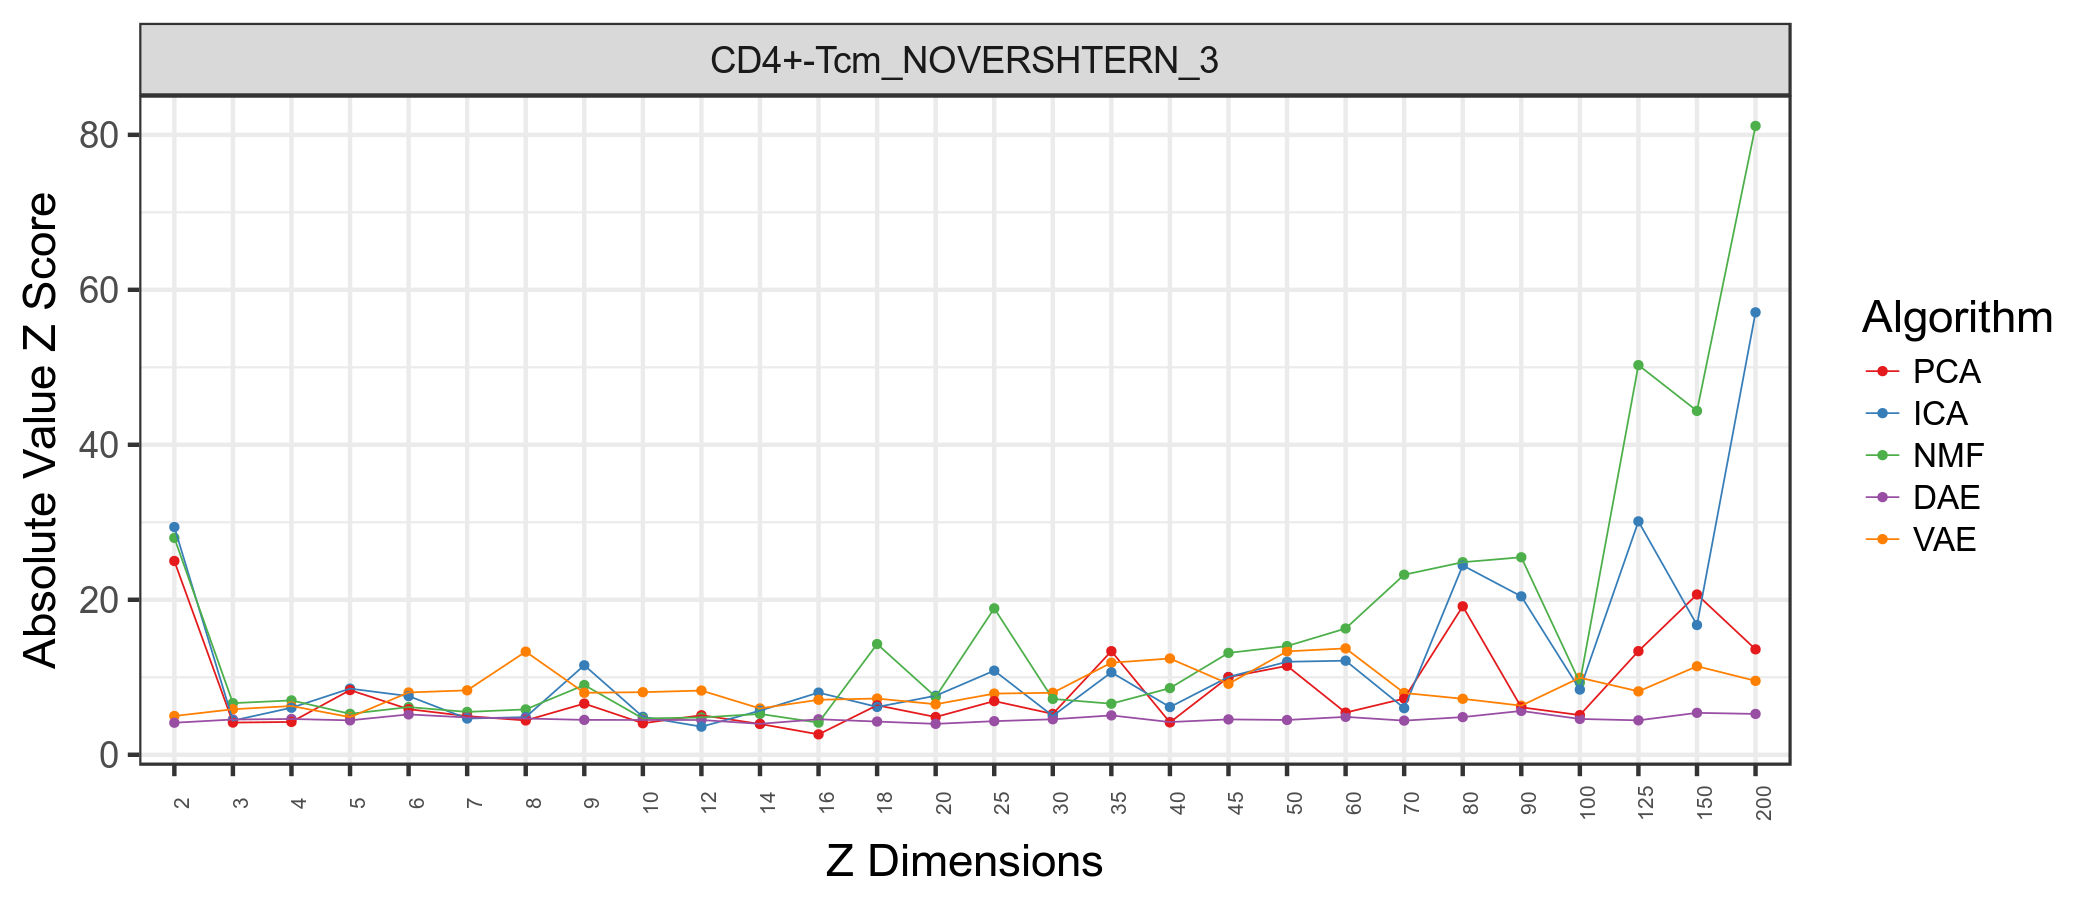 CD4+-Tcm_NOVERSHTERN_3
Absolute Value Z Score
80
60
40
20
0
2 3 4 5 6 7 8 9 10 12 14 16 18 20 25 30 35 40 45 50 60 70 80 90 100 125 150 200
Z Dimensions
Algorithm
PCA
ICA
NMF
DAE
VAE